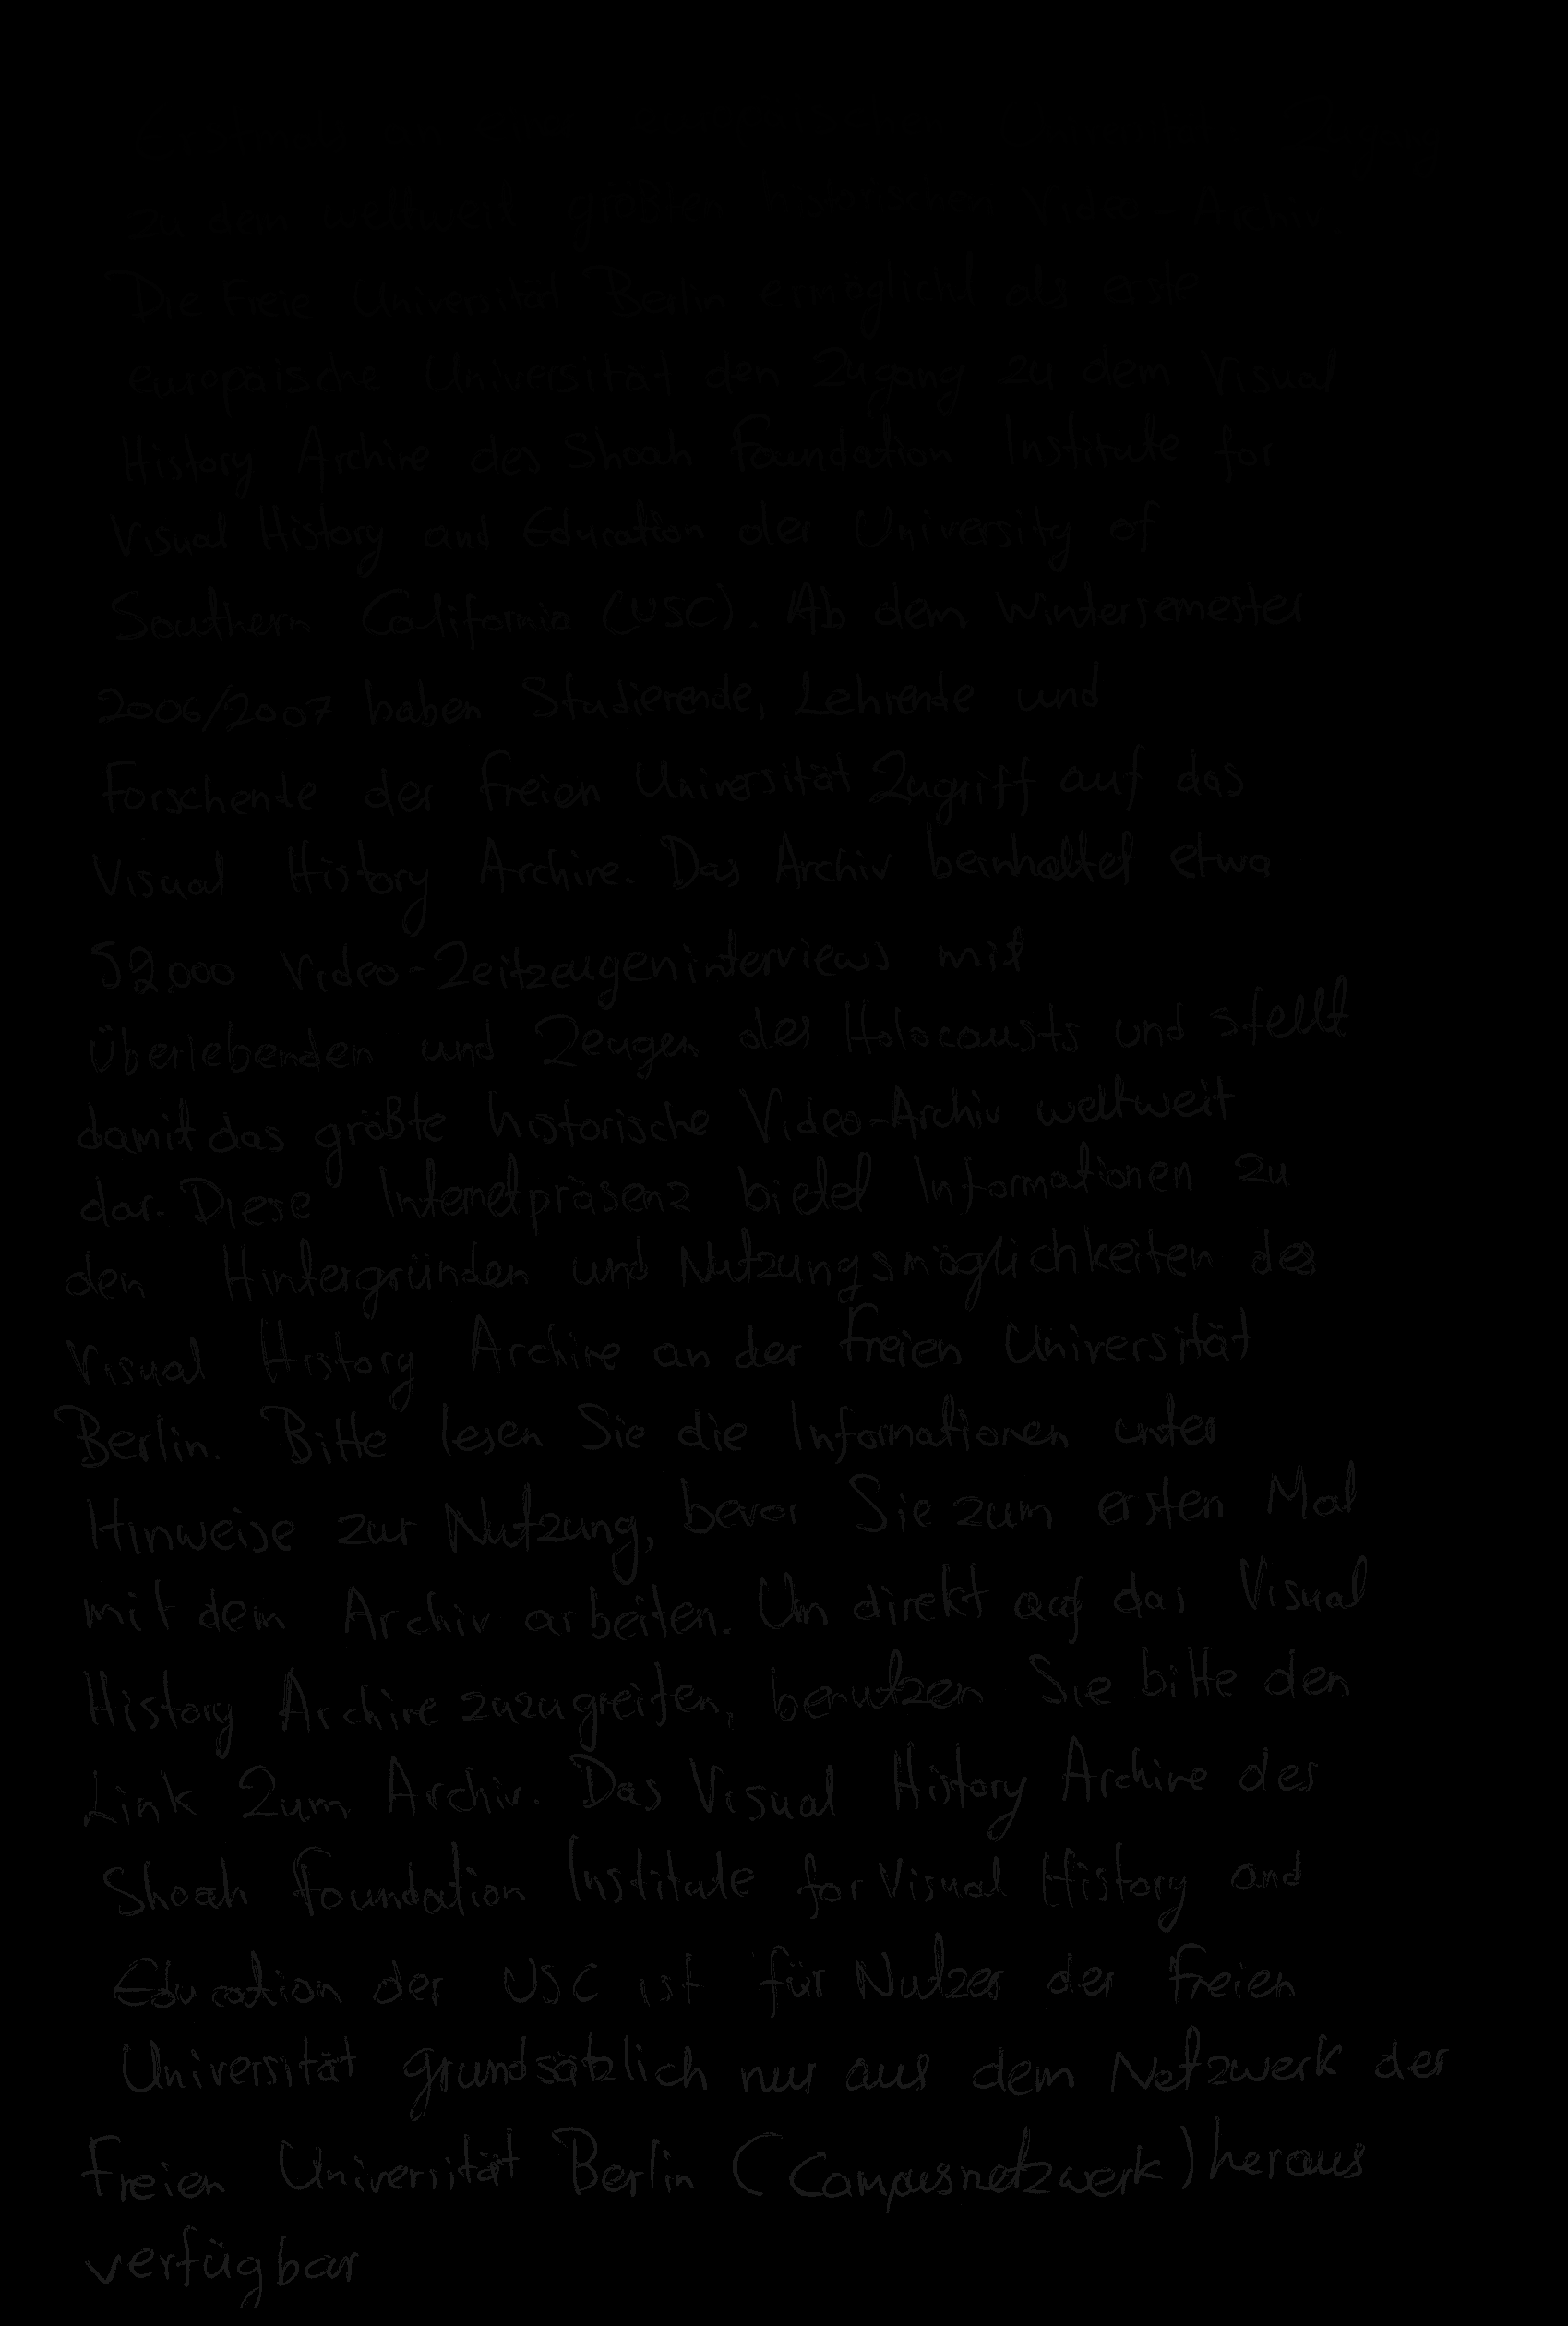 zu dem weltweit größten historischen Video-Archiv
Die Freie Universität Berlin ermöglicht als erste
europäische Universität den Zugang zu dem Visual
History Archive des Shoah Foundation Institute for
Visual History and Education der University of
Southern California (USC). Ab dem Wintersemester
2006/2007 haben Studierende, Lehrende und
Forschende der Freien Universität Zugriff auf das
Visual History Archive. Das Archiv beinhaltet etwa
52.000 Video-Zeitzeugeninterviews mit
Überlebenden und Zeugen des Holocausts und stellt
damit das größte historische Video-Archiv weltweit
dar. Diese Internetpräsenz bietet Informationen zu
den Hintergründen und Nutzungsmöglichkeiten des
Visual History Archive an der Freien Universität
Berlin. Bitte lesen Sie die Informationen unter
Hinweise zur Nutzung, bevor Sie zum ersten Mal
mit dem Archiv arbeiten. Um direkt auf das Visual
History Archive zuzugreifen, benutzen Sie bitte den
Link Zum Archiv. Das Visual History Archive des
Shoah Foundation Institute for Visual History and
Education der USC ist für Nutzer der Freien
Universität grundsätzlich nur aus dem Netzwerk der
Freien Universität Berlin (Campusnetzwerk) heraus
verfügbar